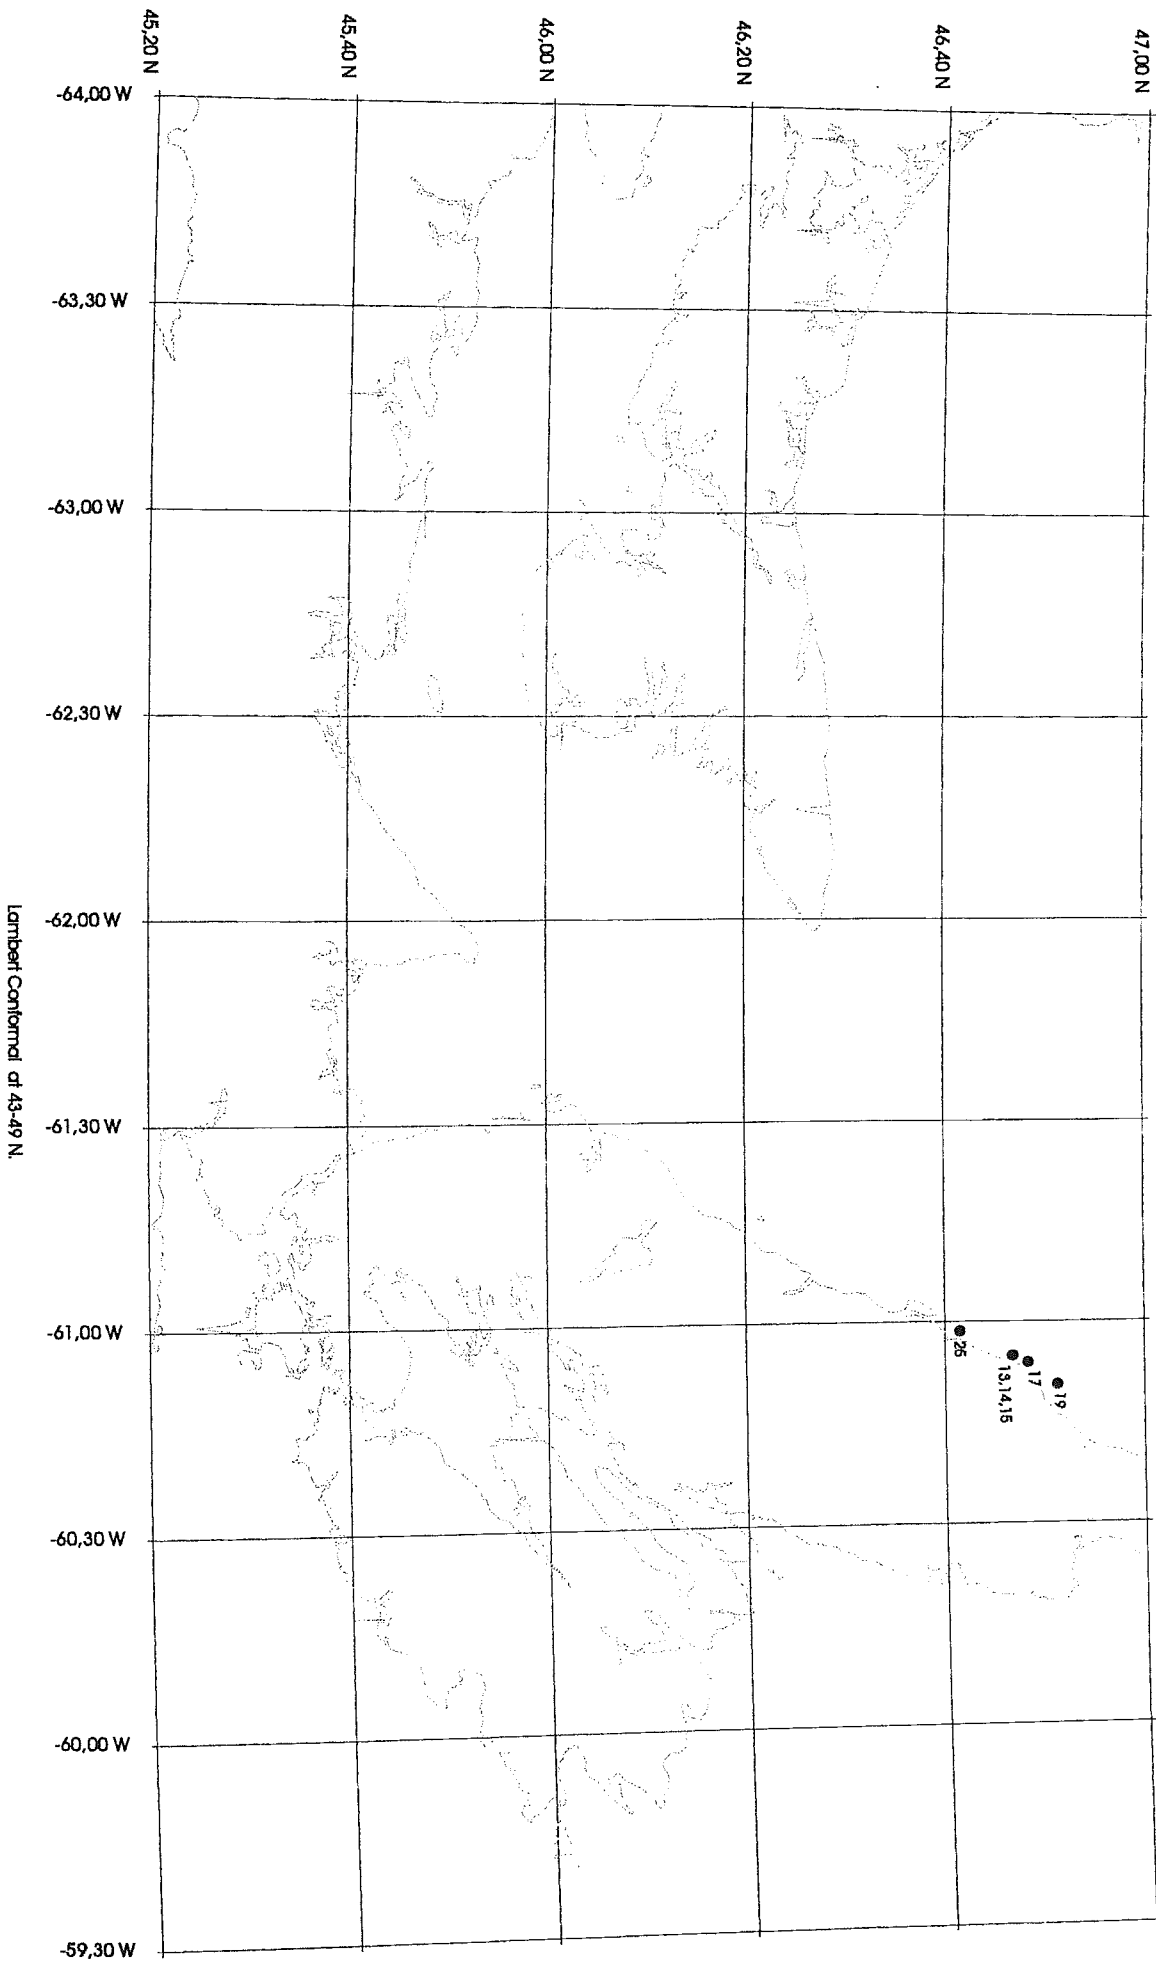 45,20 N
45,40 N
46,00 N
46,20 N
46,40 N
47,00 N
-64,00 W
-63,30 W
-63,00 W
-62,30 W
-62,00 W
-61,30 W
-61,00 W
-60,30 W
-60,00 W
-59,30 W
26
13,14,15
17
19
Lambert Conformal at 43-49 N.